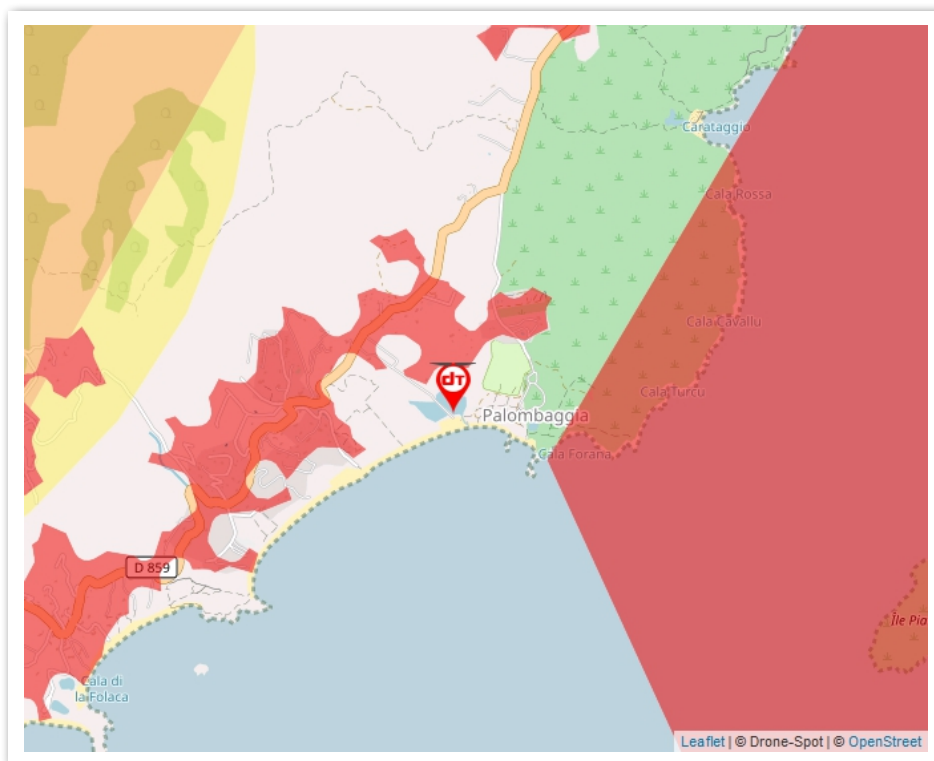 Carataggio
Cala Rossa
Cala Cavallu
Cala Turcu
dT
Palombaggia
Cala Forana
D 859
Île Pia
Cala di
la Folaca
Leaflet | © Drone-Spot | © OpenStreet